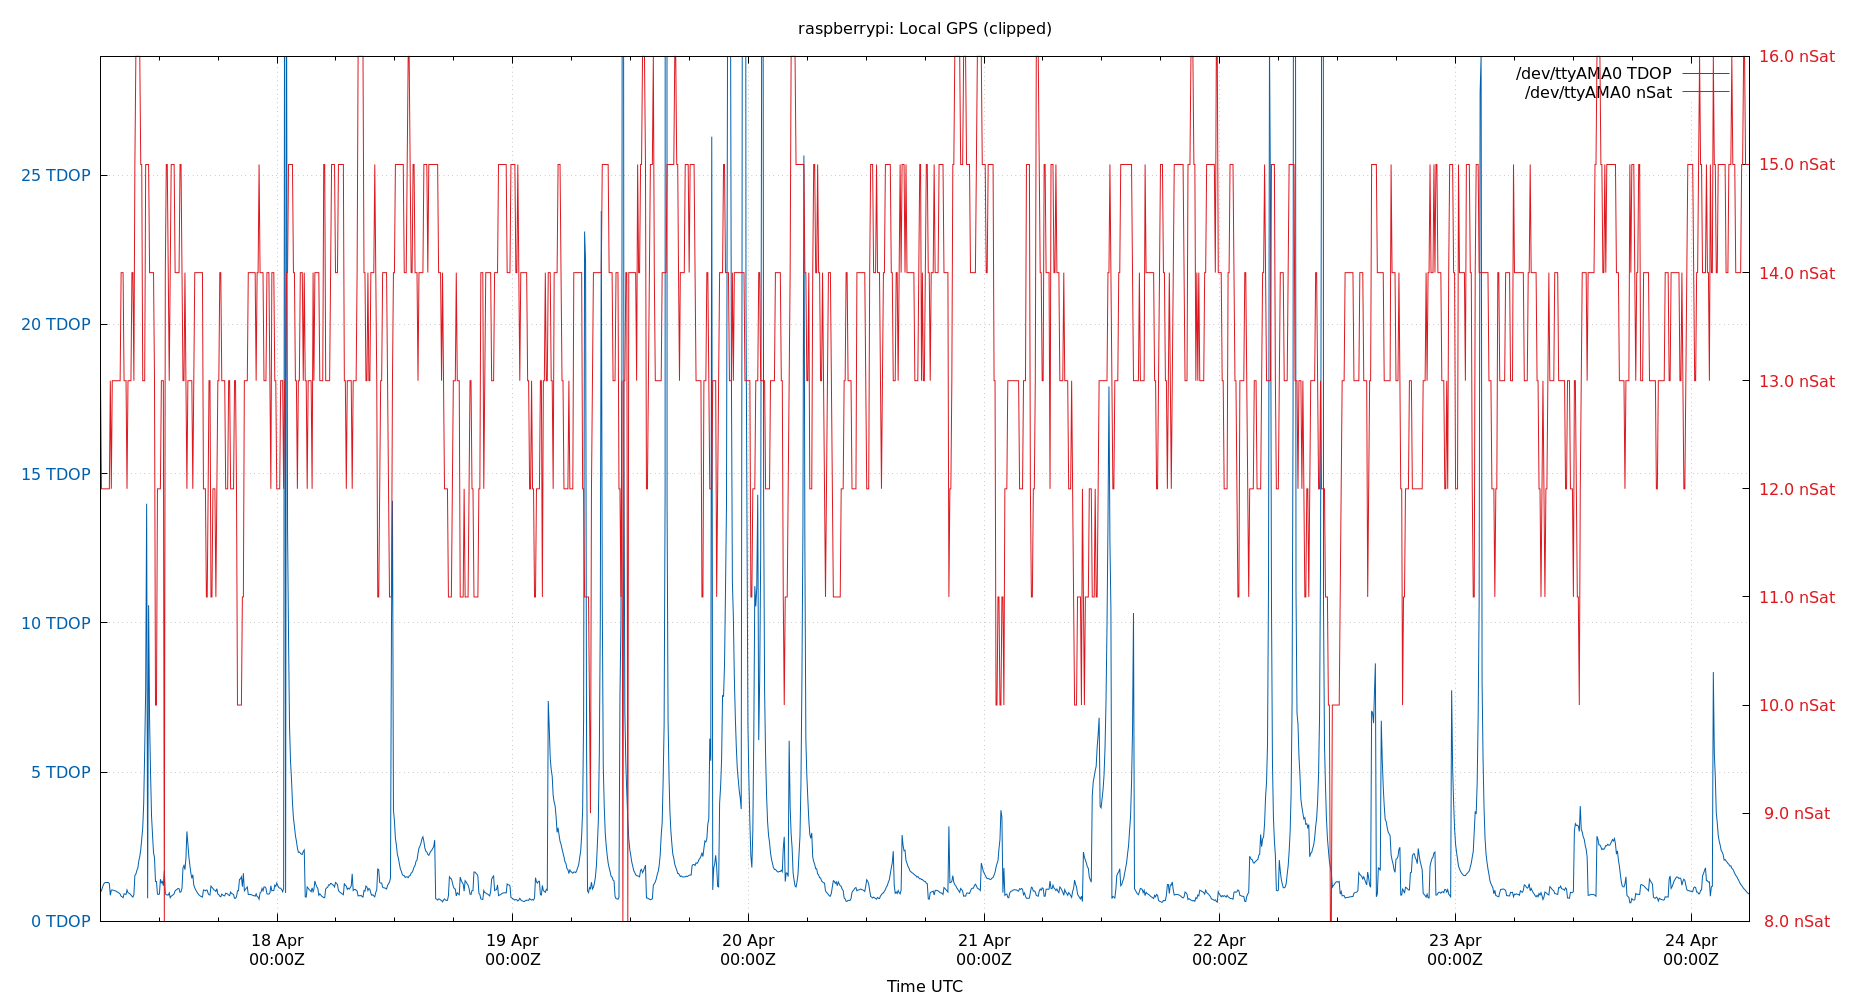 raspberrypi: Local GPS (clipped)
/dev/ttyAMA0 TDOP
/dev/ttyAMA0 nSat
25 TDOP
20 TDOP
15 TDOP
10 TDOP
5 TDOP
0 TDOP
16.0 nSat
15.0 nSat
14.0 nSat
13.0 nSat
12.0 nSat
11.0 nSat
10.0 nSat
9.0 nSat
8.0 nSat
18 Apr
00:00Z
19 Apr
00:00Z
20 Apr
00:00Z
21 Apr
00:00Z
22 Apr
00:00Z
23 Apr
00:00Z
24 Apr
00:00Z
Time UTC